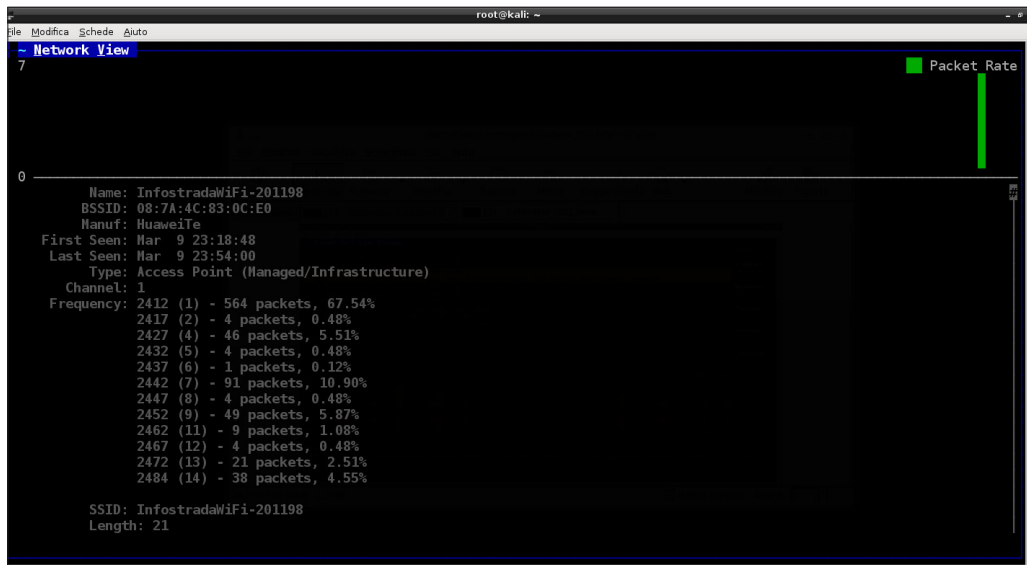 root@kali: ~
File Modifica Schede Aiuto
~ Network View
7
Packet Rate
0
Name: InfostradaWiFi-201198
BSSID: 08:7A:4C:83:0C:E0
Manuf: HuaweiTe
First Seen: Mar 9 23:18:48
Last Seen: Mar 9 23:54:00
Type: Access Point (Managed/Infrastructure)
Channel: 1
Frequency: 2412 (1) - 564 packets, 67.54%
2417 (2) - 4 packets, 0.48%
2427 (4) - 46 packets, 5.51%
2432 (5) - 4 packets, 0.48%
2437 (6) - 1 packets, 0.12%
2442 (7) - 91 packets, 10.90%
2447 (8) - 4 packets, 0.48%
2452 (9) - 49 packets, 5.87%
2462 (11) - 9 packets, 1.08%
2467 (12) - 4 packets, 0.48%
2472 (13) - 21 packets, 2.51%
2484 (14) - 38 packets, 4.55%
SSID: InfostradaWiFi-201198
Length: 21